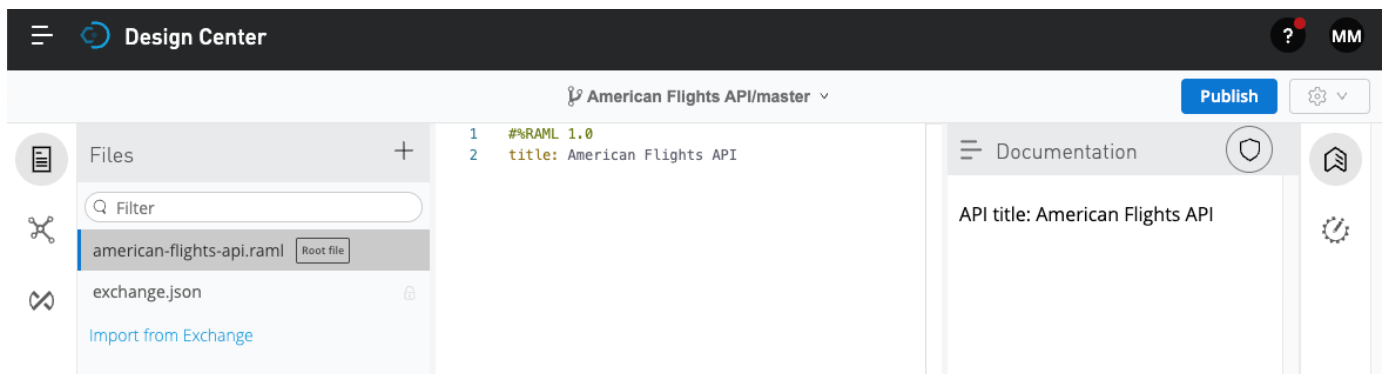 Design Center
?
MM
American Flights API/master
Publish
Files
+
Filter
american-flights-api.raml Root file
exchange.json
Import from Exchange
1 #%RAML 1.0
2 title: American Flights API
Documentation
API title: American Flights API